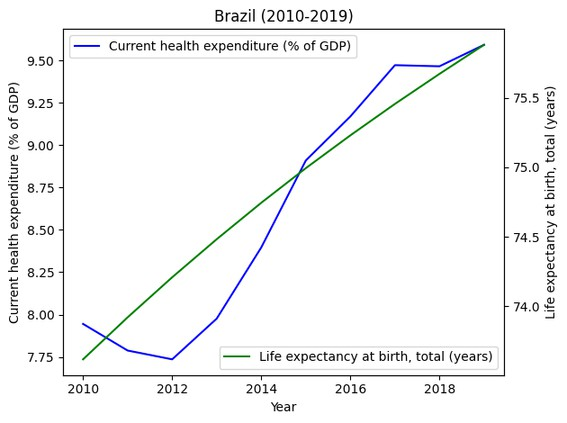 Brazil (2010-2019)
Current health expenditure (% of GDP)
Life expectancy at birth, total (years)
Current health expenditure (% of GDP)
9.50
9.25
9.00
8.75
8.50
8.25
8.00
7.75
Life expectancy at birth, total (years)
75.5
75.0
74.5
74.0
2010 2012 2014 2016 2018
Year